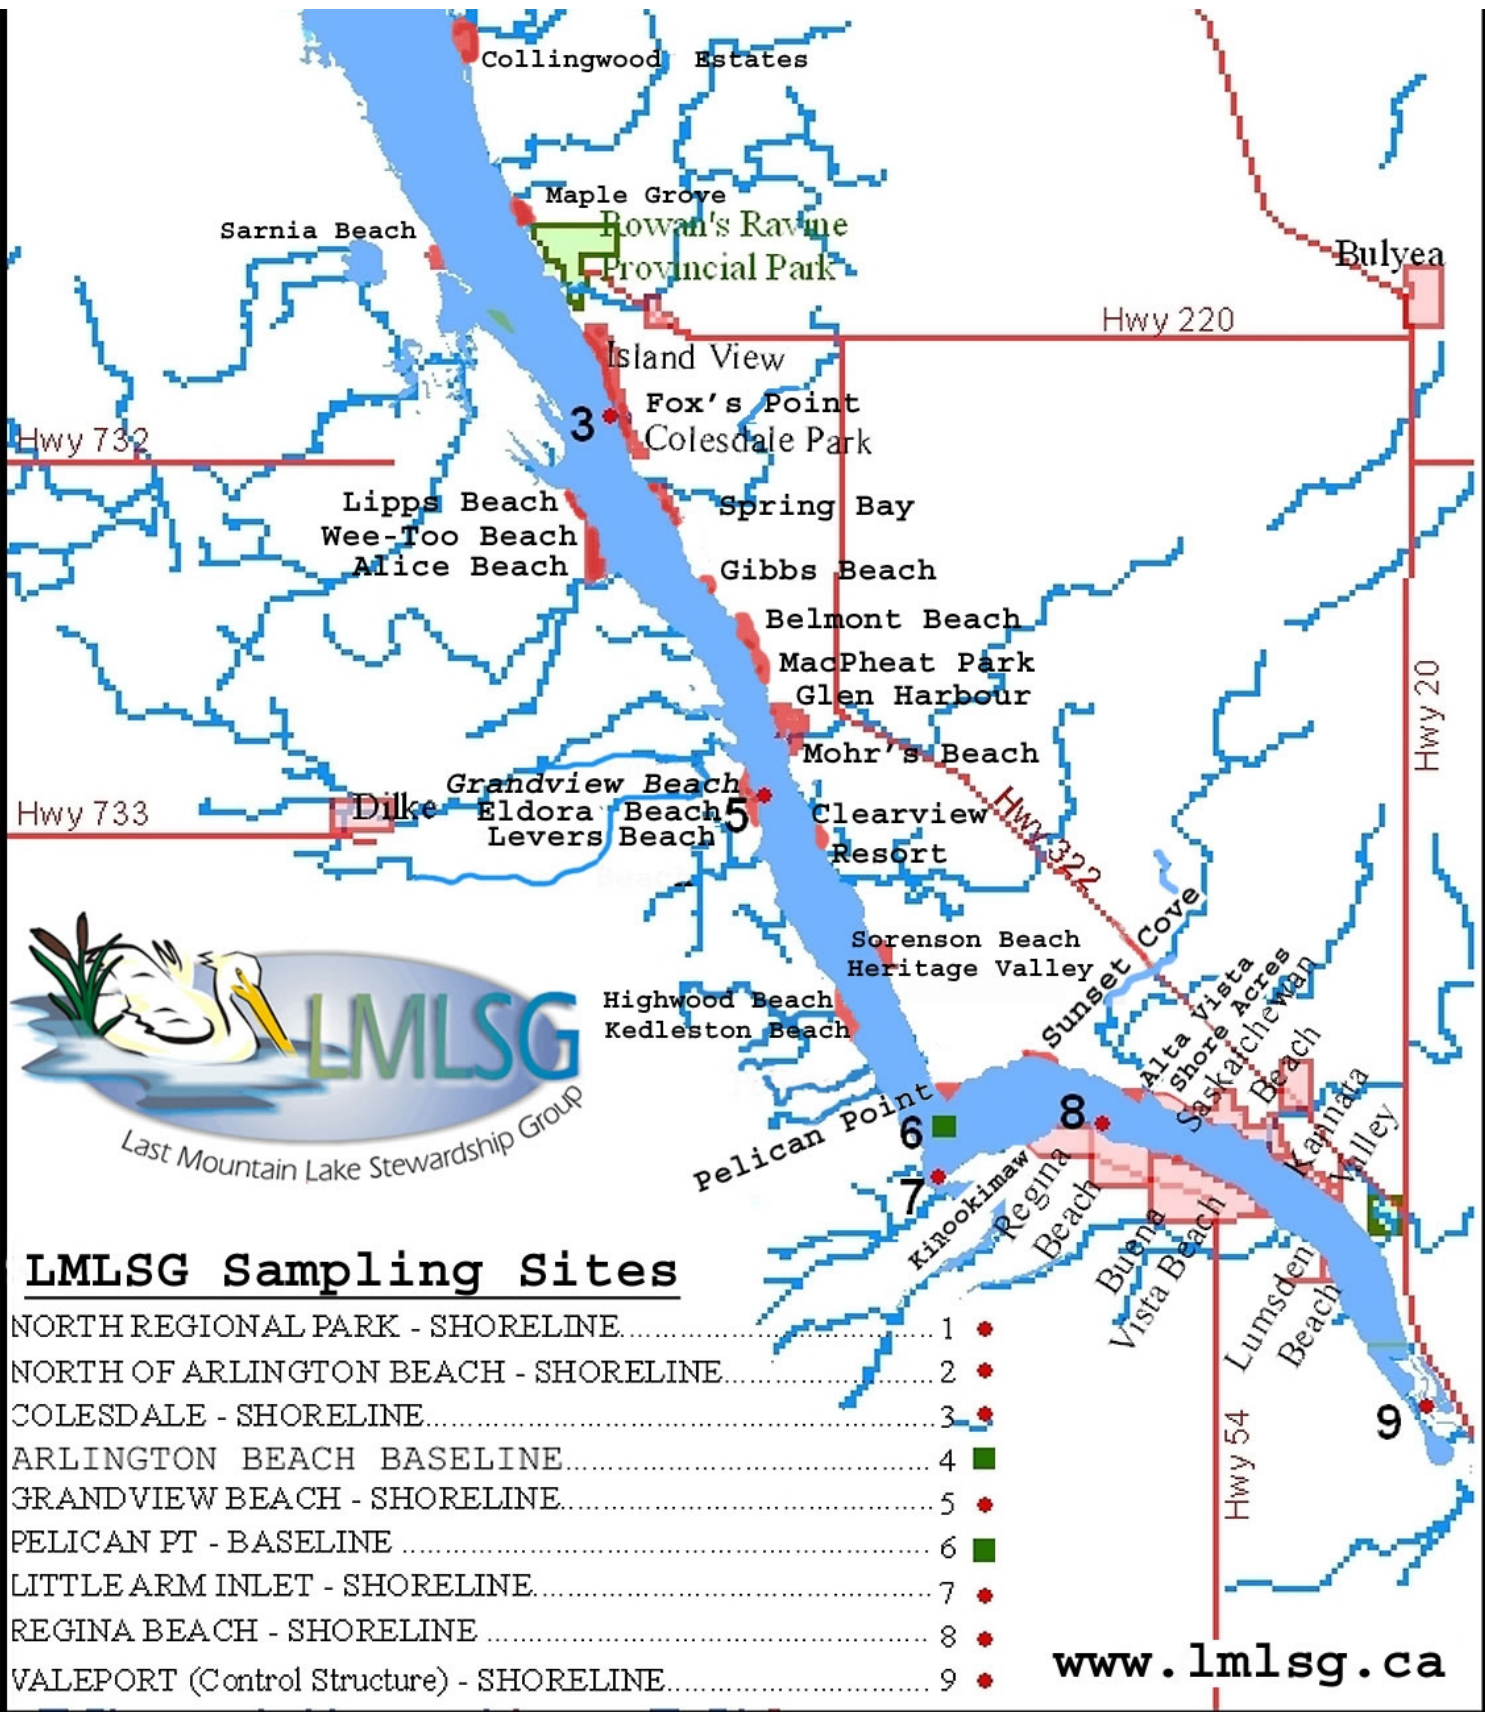 Collingwood Estates
Maple Grove
Rowan's Ravine
Provincial Park
Sarnia Beach
Bulyea
Hwy 220
Island View
Fox's Point
3
Colesdale Park
Hwy 732
Lipps Beach
Spring Bay
Wee-Too Beach
Alice Beach
Gibbs Beach
Belmont Beach
MacPheat Park
Glen Harbour
Hwy 20
Mohr's Beach
Grandview Beach
Hwy 733
Dilke
Eldora Beach
5
Levers Beach
Clearview
Resort
Hwy 322
Sorenson Beach
Heritage Valley
Highwood Beach
Kedleston Beach
Sunset Cove
Alta Vista
Shore Acres
Saskatchewan
Beach
Kannata
Valley
LMLSG
Last Mountain Lake Stewardship Group
Pelican Point
6
7
8
Kinookimaw
Regina
Beach
Buena
Vista Beach
Lumsden
Beach
9
Hwy 54
LMLSG Sampling Sites
NORTH REGIONAL PARK - SHORELINE 1
NORTH OF ARLINGTON BEACH - SHORELINE 2
COLESDALE - SHORELINE 3
ARLINGTON BEACH BASELINE 4
GRANDVIEW BEACH - SHORELINE 5
PELICAN PT - BASELINE 6
LITTLE ARM INLET - SHORELINE 7
REGINA BEACH - SHORELINE 8
VALEPORT (Control Structure) - SHORELINE 9
www.lmlsg.ca